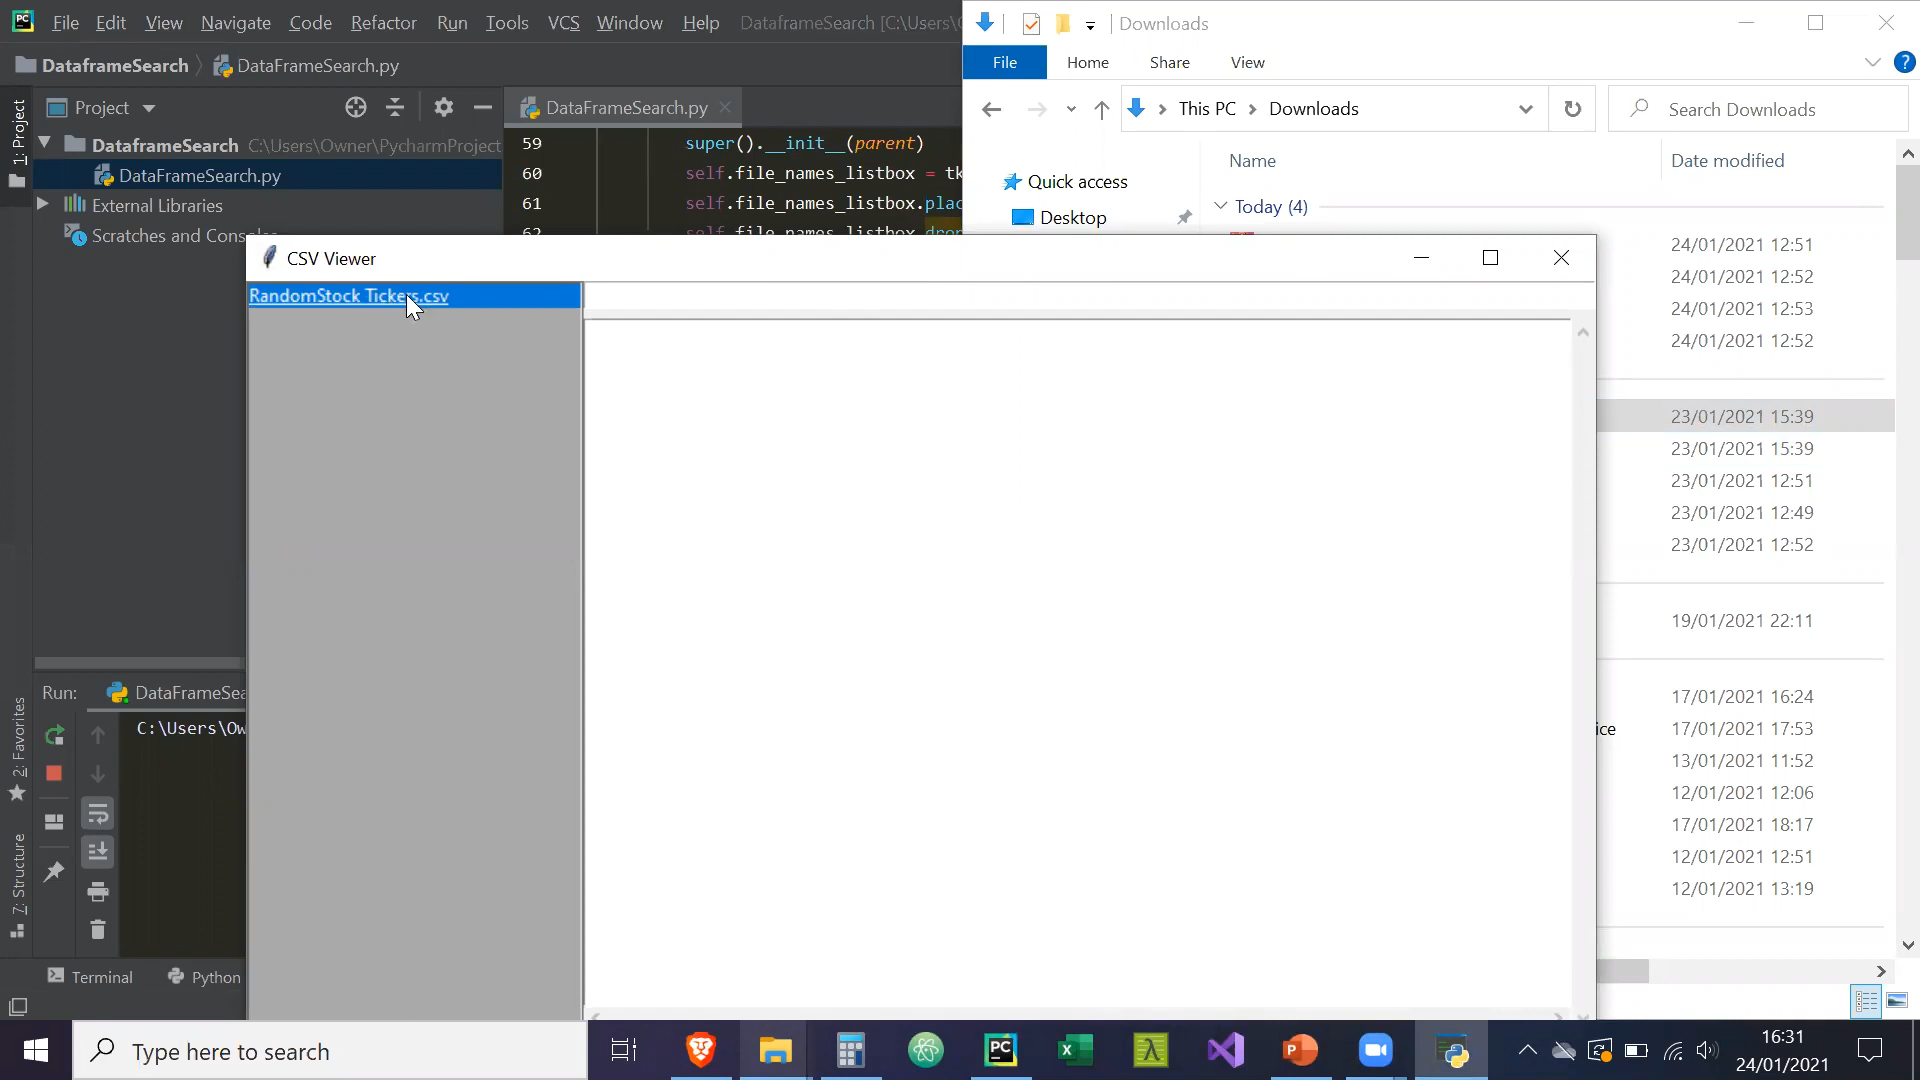 File Edit View Navigate Code Refactor Run Tools VCS Window Help DataframeSearch [C:\Users\
DataframeSearch DataFrameSearch.py
1: Project
Project
DataframeSearch C:\Users\Owner\PycharmProject
DataFrameSearch.py
External Libraries
Scratches and Consoles
DataFrameSearch.py
59 super().__init__(parent)
60 self.file_names_listbox = tk
61 self.file_names_listbox.plac
62 self.file_names_listbox.drop
Downloads
File Home Share View
This PC Downloads
Search Downloads
Name Date modified
Quick access
Desktop
Today (4)
24/01/2021 12:51
24/01/2021 12:52
24/01/2021 12:53
24/01/2021 12:52
23/01/2021 15:39
23/01/2021 15:39
23/01/2021 12:51
23/01/2021 12:49
23/01/2021 12:52
19/01/2021 22:11
17/01/2021 16:24
ice 17/01/2021 17:53
13/01/2021 11:52
12/01/2021 12:06
17/01/2021 18:17
12/01/2021 12:51
12/01/2021 13:19
CSV Viewer
RandomStock Tickers.csv
Run: DataFrameSea
C:\Users\Ow
2: Favorites
7: Structure
Terminal Python
Type here to search
16:31
24/01/2021